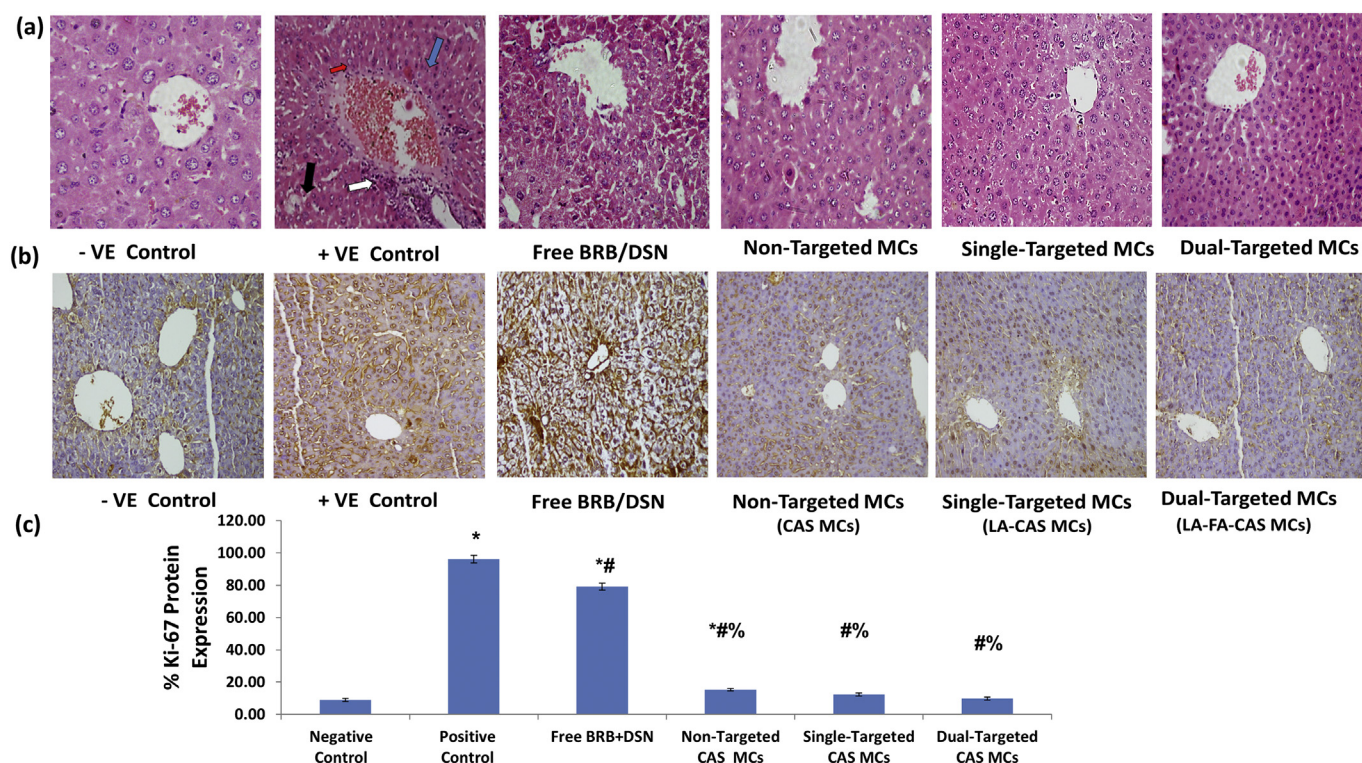 (a)
- VE Control
+ VE Control
Free BRB/DSN
Non-Targeted MCs
Single-Targeted MCs
Dual-Targeted MCs
(b)
- VE Control
+ VE Control
Free BRB/DSN
Non-Targeted MCs
(CAS MCs)
Single-Targeted MCs
(LA-CAS MCs)
Dual-Targeted MCs
(LA-FA-CAS MCs)
(c)
% Ki-67 Protein
Expression
120.00
100.00
80.00
60.00
40.00
20.00
0.00
*
*#
*#%
#%
#%
Negative
Control
Positive
Control
Free BRB+DSN
Non-Targeted
CAS MCs
Single-Targeted
CAS MCs
Dual-Targeted
CAS MCs